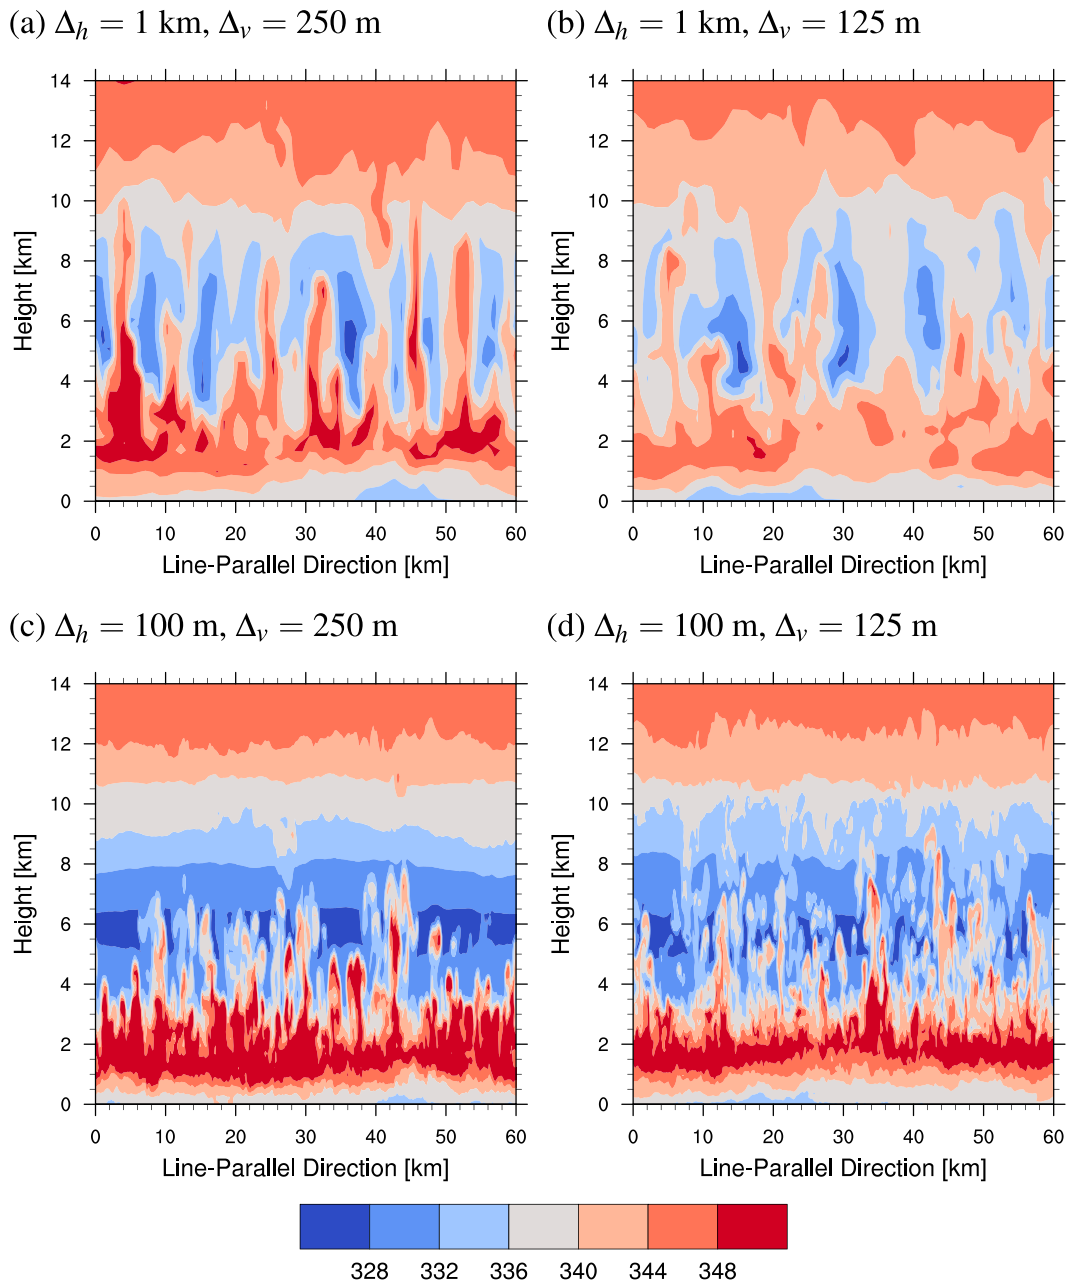 (a) Δh = 1 km, Δv = 250 m
(b) Δh = 1 km, Δv = 125 m
14
12
10
8
6
4
2
0
Height [km]
0 10 20 30 40 50 60
Line-Parallel Direction [km]
14
12
10
8
6
4
2
0
Height [km]
0 10 20 30 40 50 60
Line-Parallel Direction [km]
(c) Δh = 100 m, Δv = 250 m
(d) Δh = 100 m, Δv = 125 m
14
12
10
8
6
4
2
0
Height [km]
0 10 20 30 40 50 60
Line-Parallel Direction [km]
14
12
10
8
6
4
2
0
Height [km]
0 10 20 30 40 50 60
Line-Parallel Direction [km]
328 332 336 340 344 348